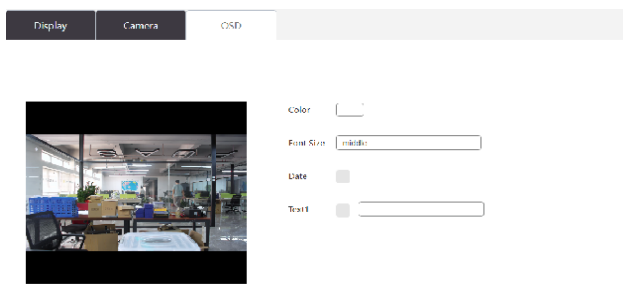 Display
Camera
OSD
Color
Font Size
middle
Date
Text1